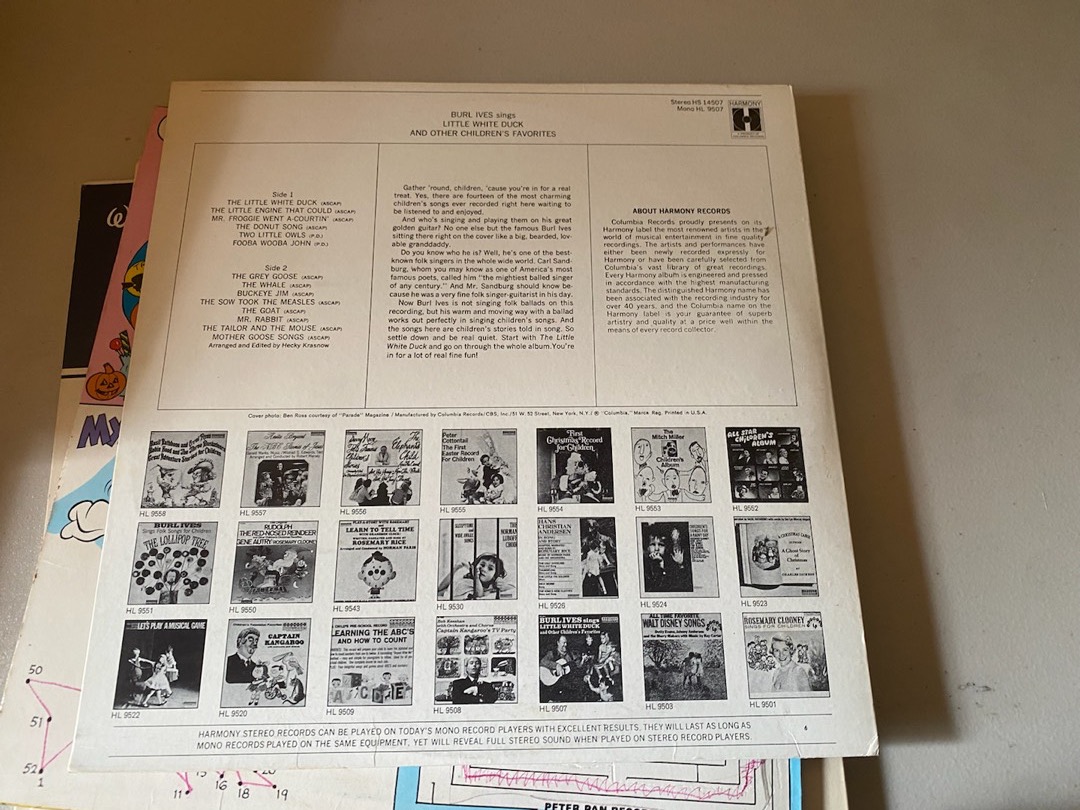 Stereo HS 14507
Mono HL 9507
HARMONY
BURL IVES sings
LITTLE WHITE DUCK
AND OTHER CHILDREN'S FAVORITES
Side 1
THE LITTLE WHITE DUCK (ASCAP)
THE LITTLE ENGINE THAT COULD (ASCAP)
MR. FROGGIE WENT A-COURTIN' (ASCAP)
THE DONUT SONG (ASCAP)
TWO LITTLE OWLS (P.D.)
FOOBA WOOBA JOHN (P.D.)
Side 2
THE GREY GOOSE (ASCAP)
THE WHALE (ASCAP)
BUCKEYE JIM (ASCAP)
THE SOW TOOK THE MEASLES (ASCAP)
THE GOAT (ASCAP)
MR. RABBIT (ASCAP)
THE TAILOR AND THE MOUSE (ASCAP)
MOTHER GOOSE SONGS (ASCAP)
Arranged and Edited by Hecky Krasnow
Gather 'round, children, 'cause you're in for a real
treat. Yes, there are fourteen of the most charming
children's songs ever recorded right here waiting to
be listened to and enjoyed.
And who's singing and playing them on his great
golden guitar? No one else but the famous Burl Ives
sitting there right on the cover like a big, bearded, lov-
able granddaddy.
Do you know who he is? Well, he's one of the best-
known folk singers in the whole wide world. Carl Sand-
burg, whom you may know as one of America's most
famous poets, called him "the mightiest ballad singer
of any century." And Mr. Sandburg should know be-
cause he was a very fine folk singer-guitarist in his day.
Now Burl Ives is not singing folk ballads on this
recording, but his warm and moving way with a ballad
works out perfectly in singing children's songs. And
the songs here are children's stories told in song. So
settle down and be real quiet. Start with The Little
White Duck and go on through the whole album. You're
in for a lot of real fine fun!
ABOUT HARMONY RECORDS
Columbia Records proudly presents on its
Harmony label the most renowned artists in the
world of musical entertainment in fine quality
recordings. The artists and performances have
either been newly recorded expressly for
Harmony or have been carefully selected from
Columbia's vast library of great recordings.
Every Harmony album is engineered and pressed
in accordance with the highest manufacturing
standards. The distinguished Harmony name has
been associated with the recording industry for
over 40 years, and the Columbia name on the
Harmony label is your guarantee of superb
artistry and quality at a price well within the
means of every record collector.
Cover photo: Ben Ross courtesy of "Parade" Magazine / Manufactured by Columbia Records/CBS, Inc./51 W. 52 Street, New York, N.Y./ ® "Columbia," Marca Reg. Printed in U.S.A.
Peter
Cottontail
The First
Easter Record
For Children
First
Christmas Record
for Children
The
Mitch Miller
Children's
Album
ALL STAR
CHILDREN'S
ALBUM
HL 9558
HL 9557
HL 9556
HL 9555
HL 9554
HL 9553
HL 9552
BURL IVES
Sings Folk Songs for Children
THE LOLLIPOP TREE
RUDOLPH
THE RED-NOSED REINDEER
GENE AUTRY ROSEMARY CLOONEY
LEARN TO TELL TIME
ROSEMARY RICE
THE
NORMAN
LUBOFF
CHOIR
HANS
CHRISTIAN
ANDERSEN
A CHRISTMAS CAROL
A Ghost Story
of
Christmas
HL 9551
HL 9550
HL 9543
HL 9530
HL 9526
HL 9524
HL 9523
LET'S PLAY A MUSICAL GAME
CAPTAIN
KANGAROO
LEARNING THE ABC'S
AND HOW TO COUNT
Bob Keeshan
with Orchestra and Chorus
Captain Kangaroo's TV Party
BURL IVES sings
LITTLE WHITE DUCK
and Other Children's Favorites
WALT DISNEY SONGS
ROSEMARY CLOONEY
SINGS FOR CHILDREN
HL 9522
HL 9520
HL 9509
HL 9508
HL 9507
HL 9503
HL 9501
HARMONY STEREO RECORDS CAN BE PLAYED ON TODAY'S MONO RECORD PLAYERS WITH EXCELLENT RESULTS. THEY WILL LAST AS LONG AS
MONO RECORDS PLAYED ON THE SAME EQUIPMENT, YET WILL REVEAL FULL STEREO SOUND WHEN PLAYED ON STEREO RECORD PLAYERS.
6
My
50
51
52
1
11
16
18
19
PETER PAN